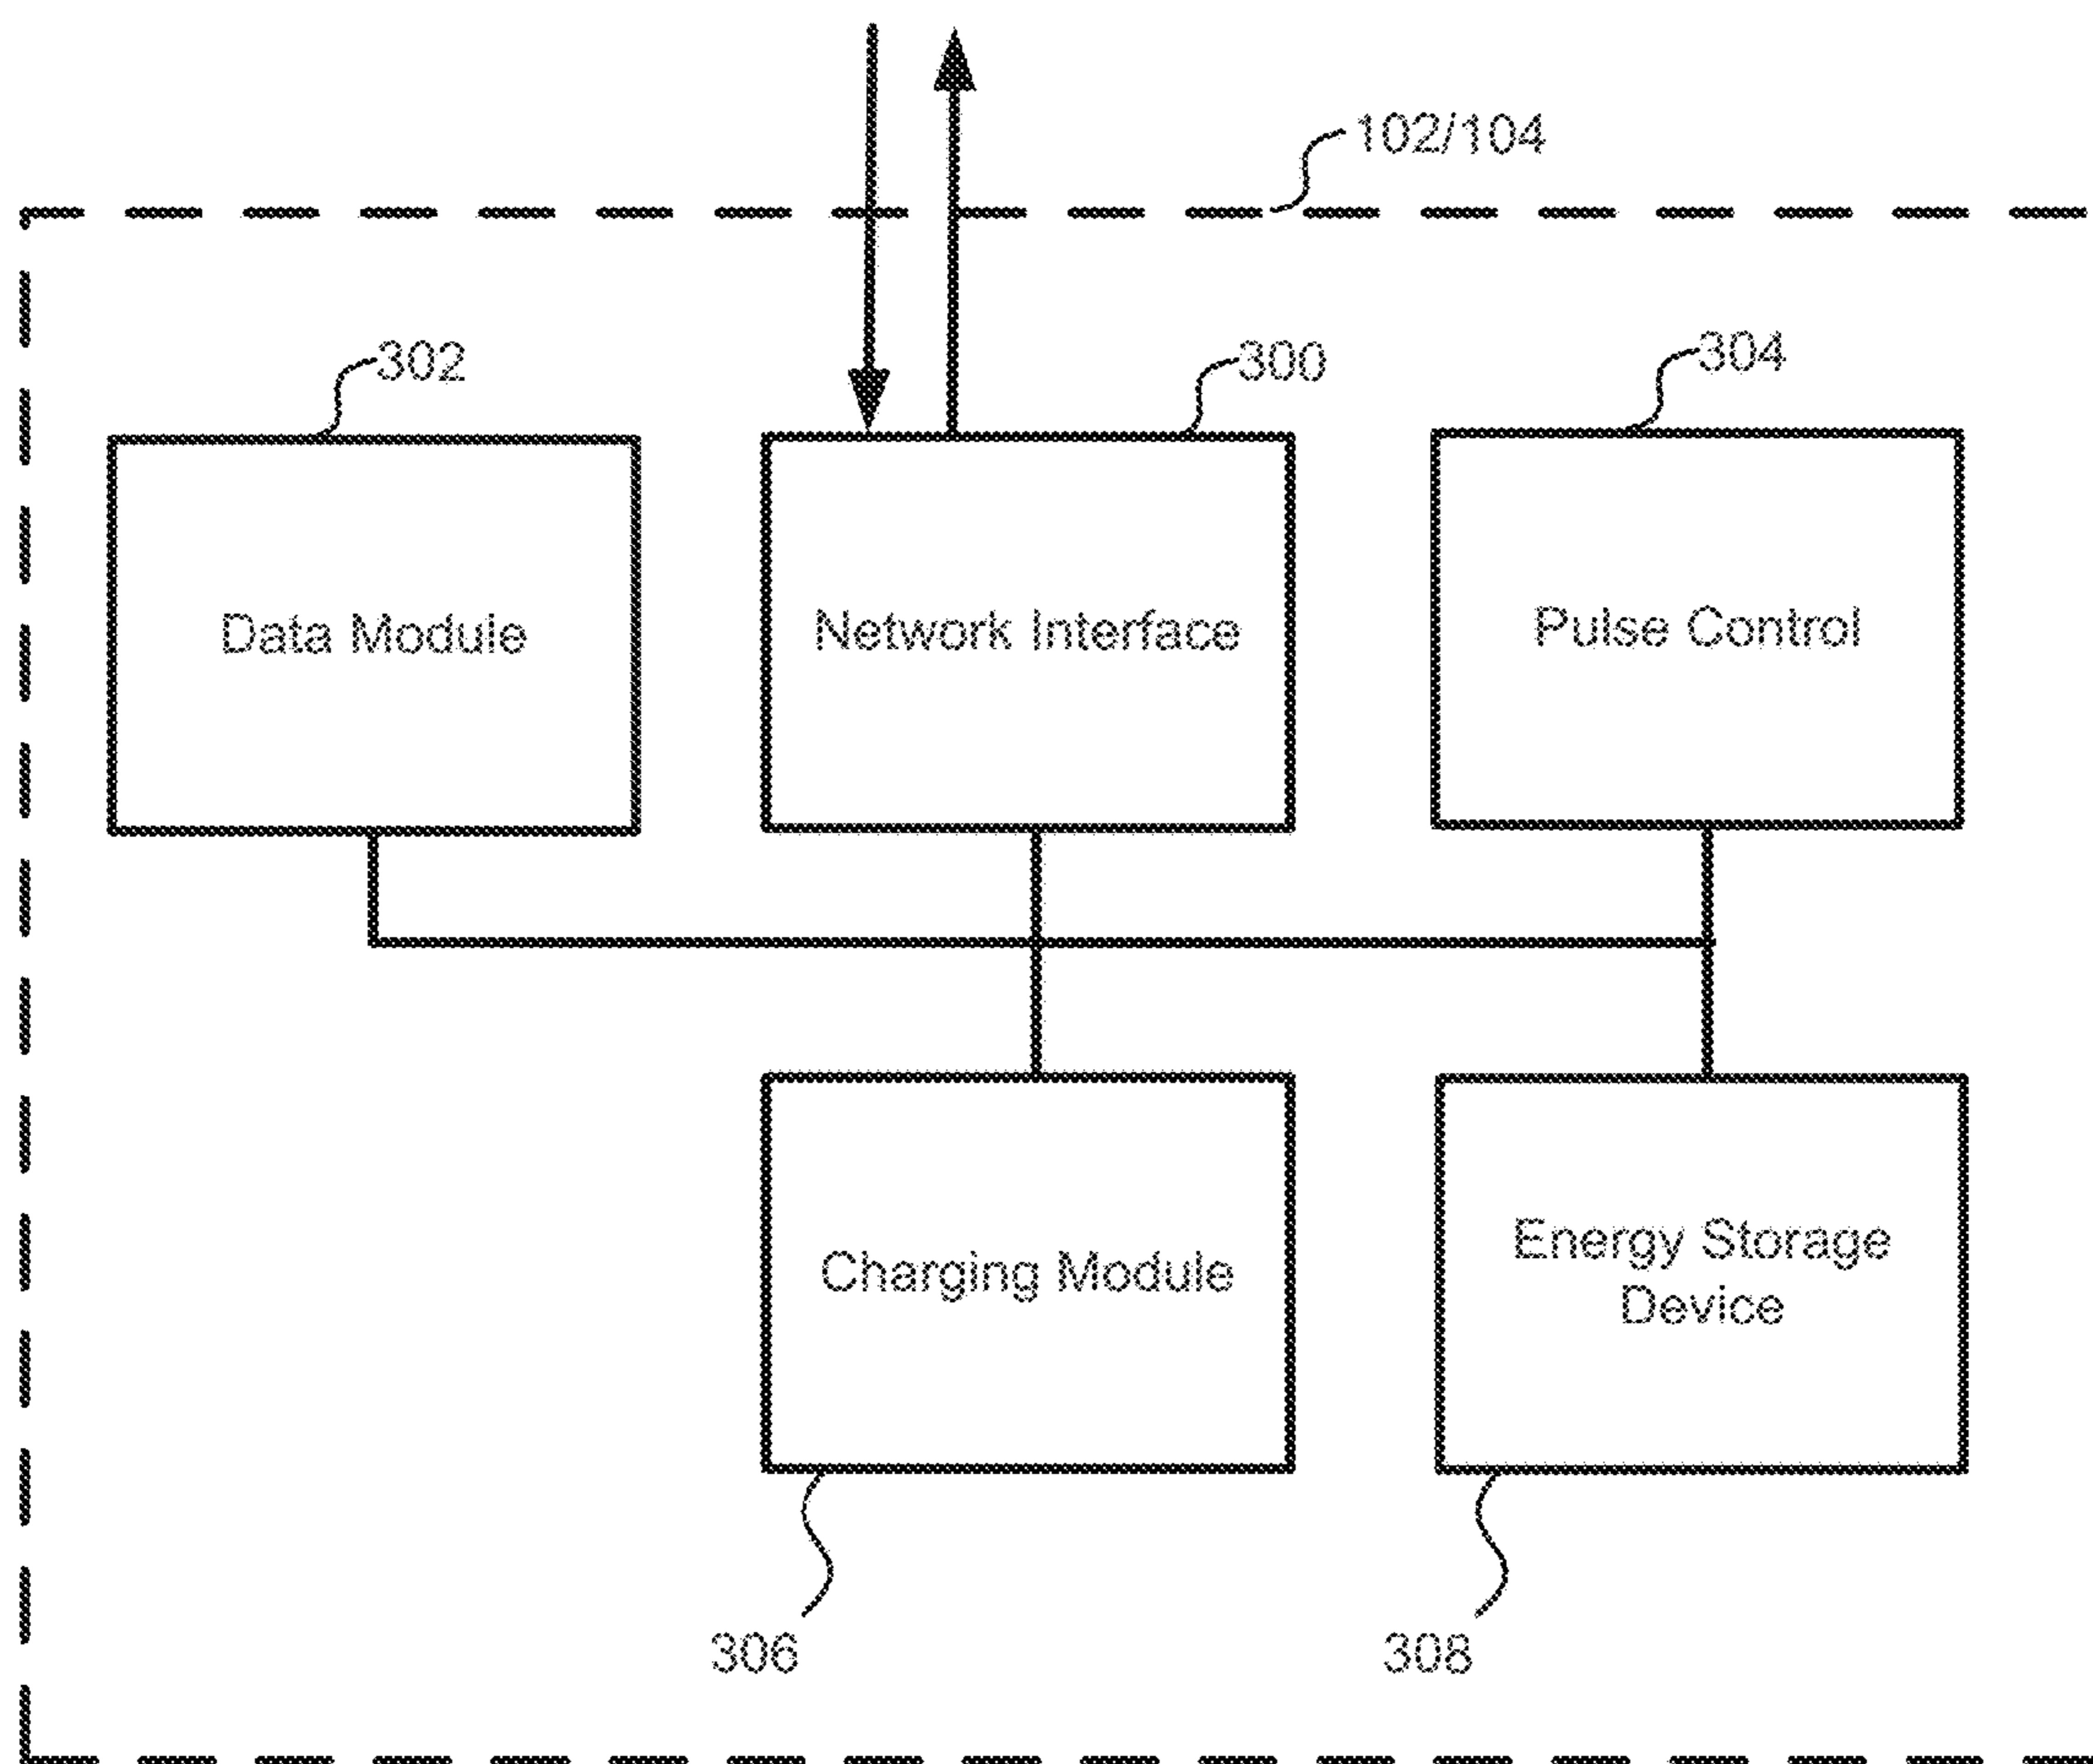 102/104
302
300
304
Data Module
Network Interface
Pulse Control
Charging Module
Energy Storage
Device
306
308